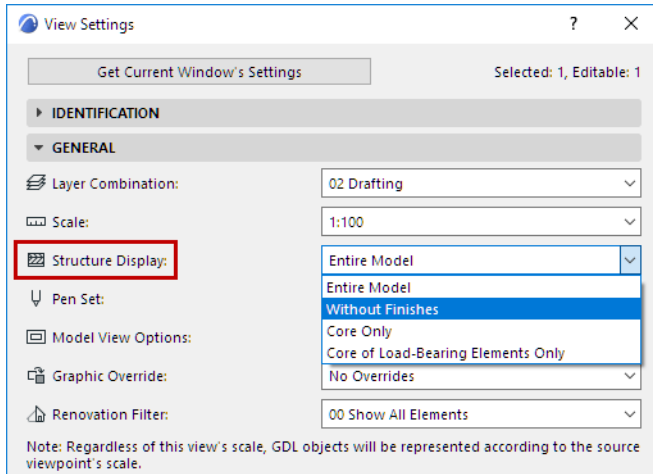 View Settings
?
Get Current Window's Settings
Selected: 1, Editable: 1
IDENTIFICATION
GENERAL
Layer Combination:
02 Drafting
Scale:
1:100
Structure Display:
Entire Model
Entire Model
Pen Set:
Without Finishes
Core Only
Model View Options:
Core of Load-Bearing Elements Only
Graphic Override:
No Overrides
Renovation Filter:
00 Show All Elements
Note: Regardless of this view's scale, GDL objects will be represented according to the source
viewpoint's scale.